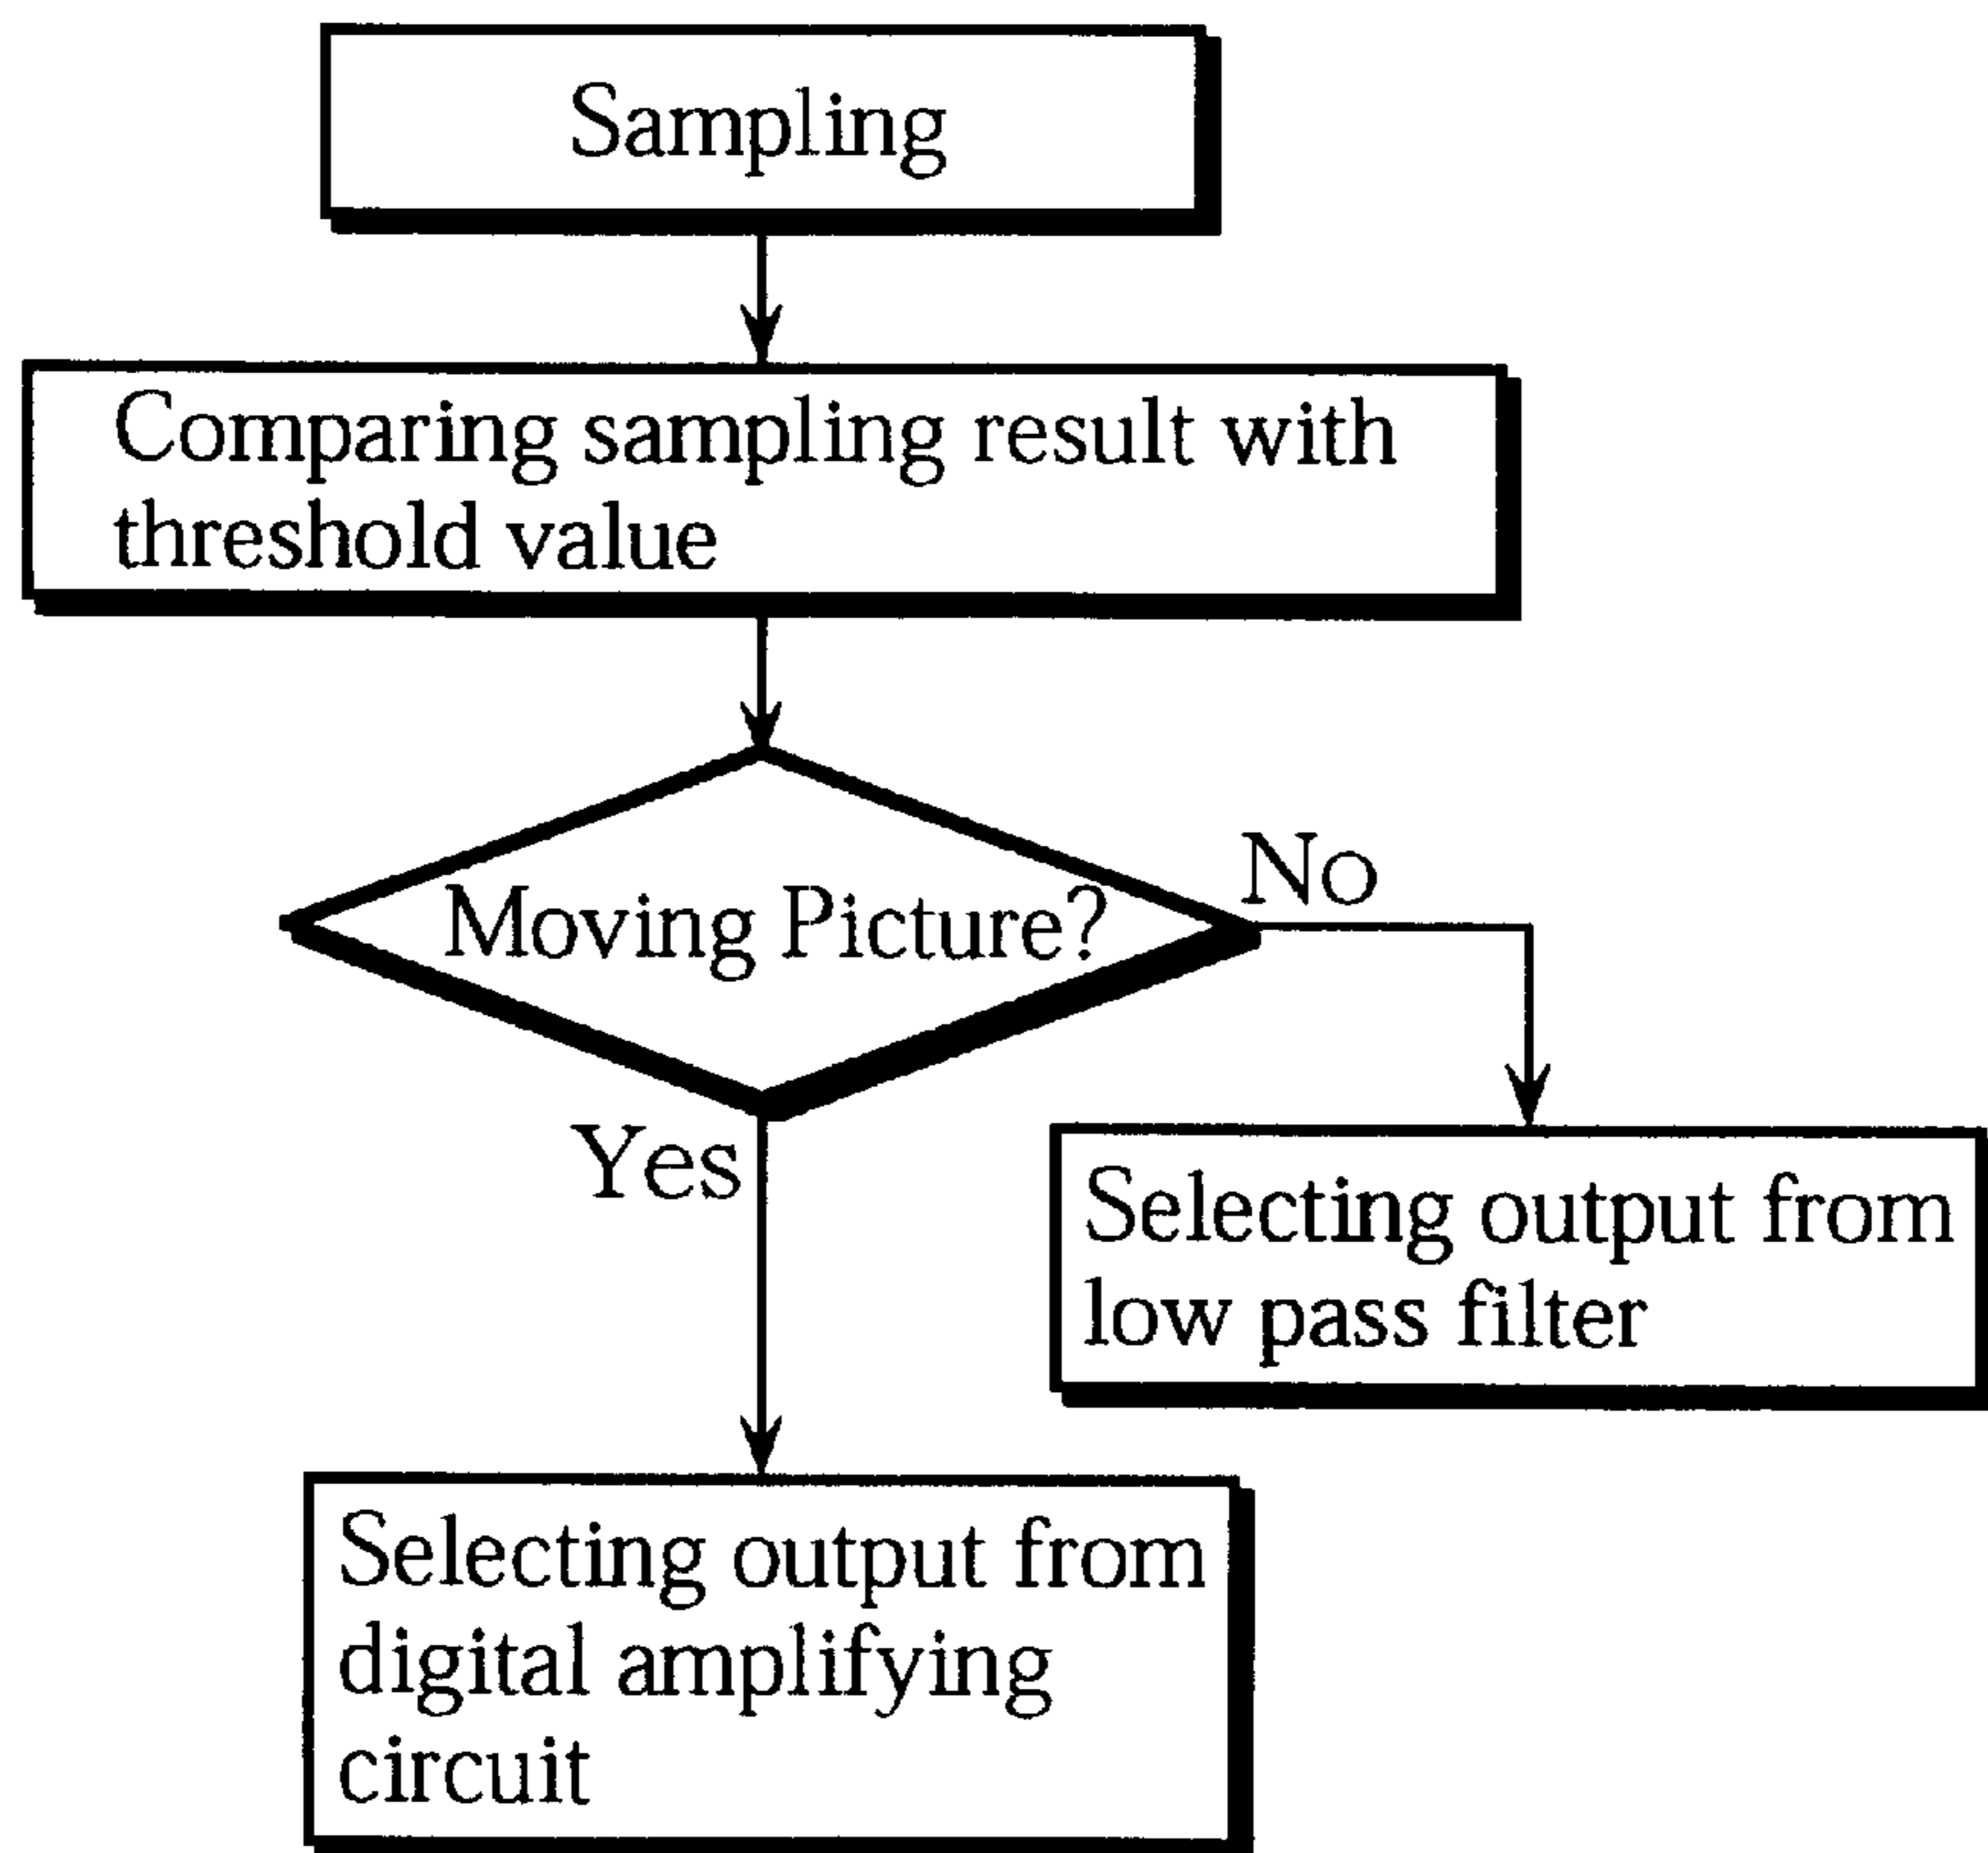 Sampling
Comparing sampling result with
threshold value
Moving Picture?
No
Yes
Selecting output from
low pass filter
Selecting output from
digital amplifying
circuit